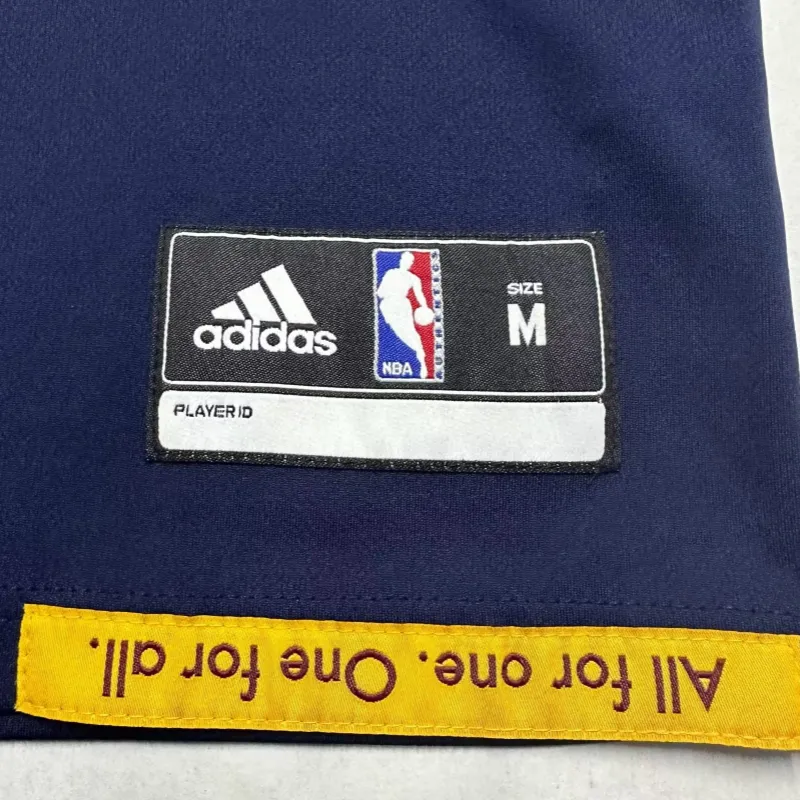 adidas
NBA
AUTHENTICS
SIZE
M
PLAYER ID
All for one. One for all.